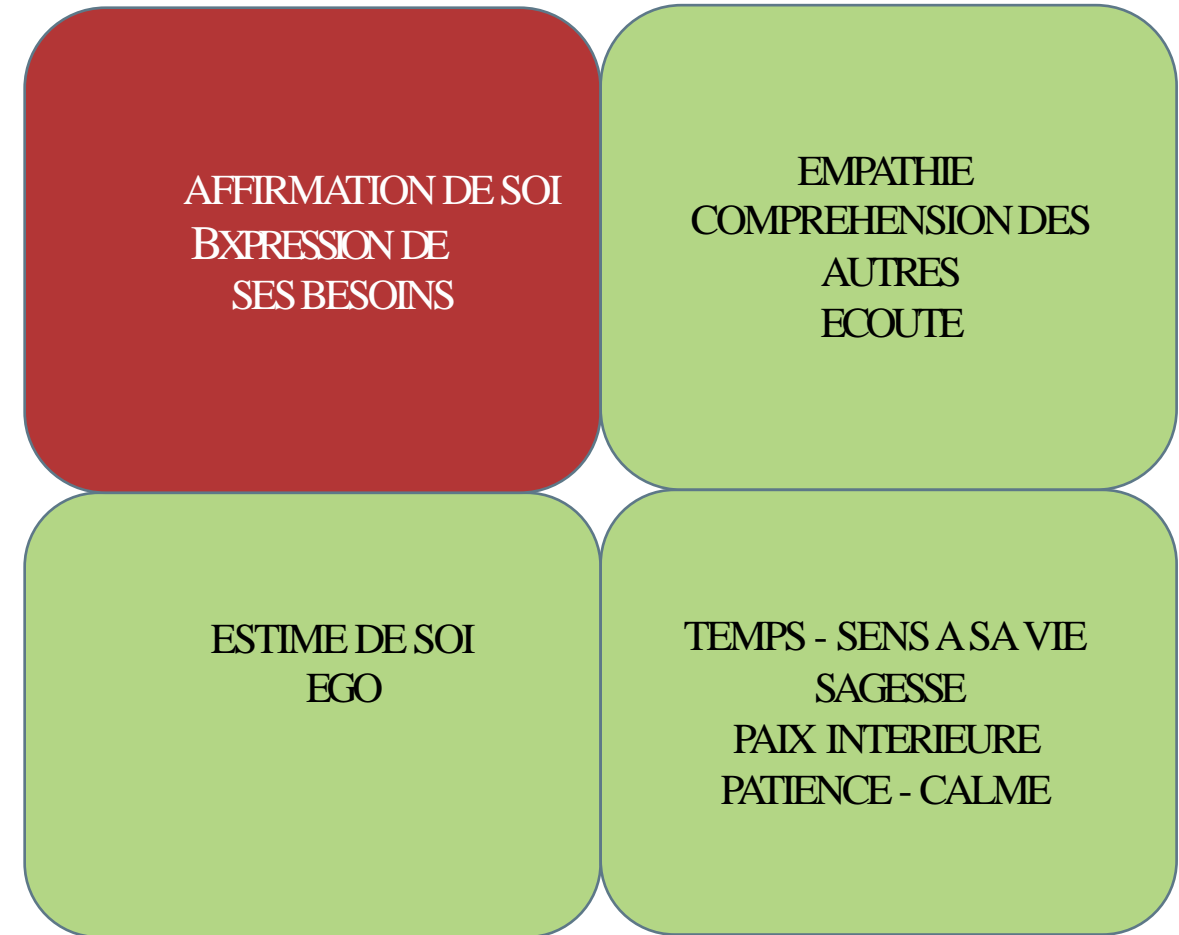 AFFIRMATION DE SOI
BXPRESSION DE
SES BESOINS
EMPATHIE
COMPREHENSION DES
AUTRES
ECOUTE
ESTIME DE SOI
EGO
TEMPS - SENS A SA VIE
SAGESSE
PAIX INTERIEURE
PATIENCE - CALME